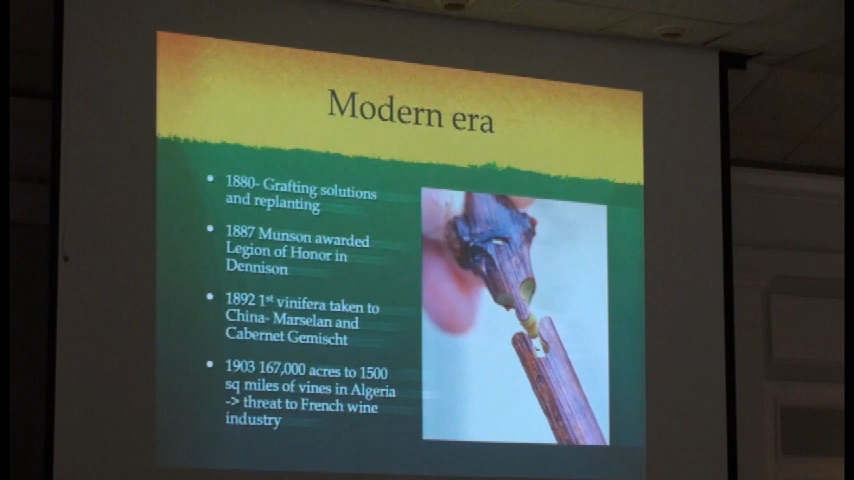 Modern era
• 1880- Grafting solutions
and replanting
• 1887 Munson awarded
Legion of Honor in
Dennison
• 1892 1st vinifera taken to
China- Marselan and
Cabernet Gemischt
• 1903 167,000 acres to 1500
sq miles of vines in Algeria
-> threat to French wine
industry